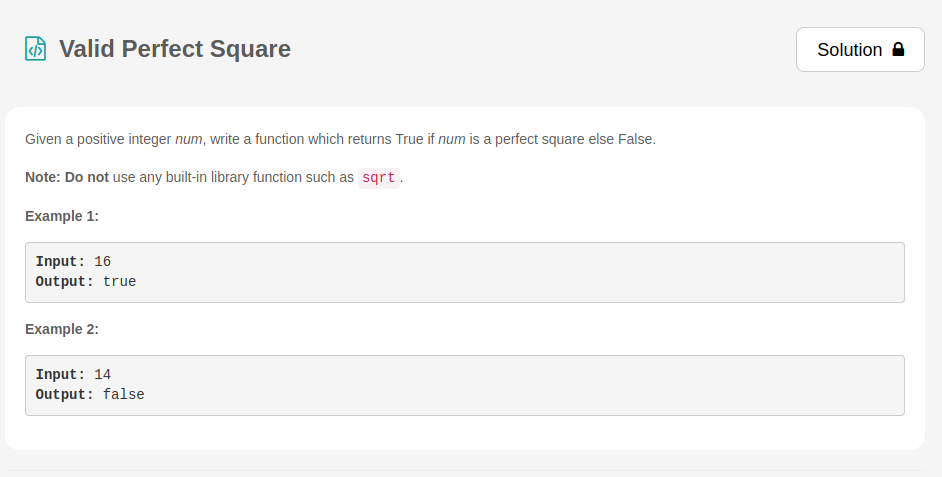 Valid Perfect Square
Solution
Given a positive integer num, write a function which returns True if num is a perfect square else False.
Note: Do not use any built-in library function such as sqrt.
Example 1:
Input: 16
Output: true
Example 2:
Input: 14
Output: false